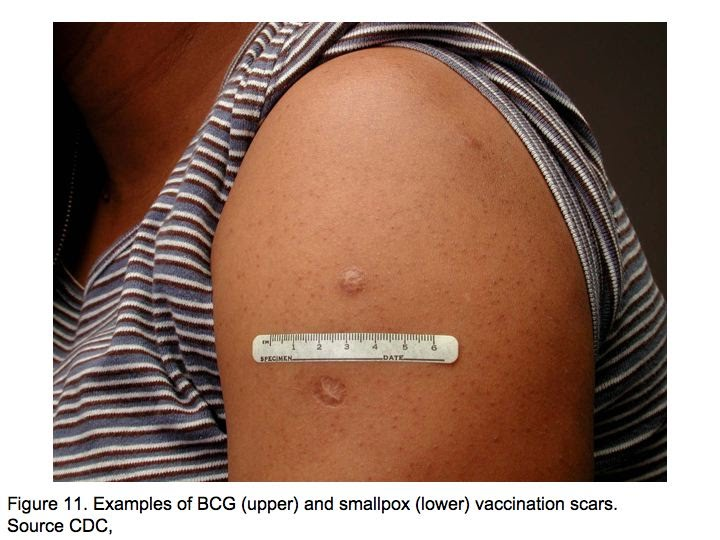 CM 1 2 3 4 5 6
SPECIMEN DATE
Figure 11. Examples of BCG (upper) and smallpox (lower) vaccination scars.
Source CDC,